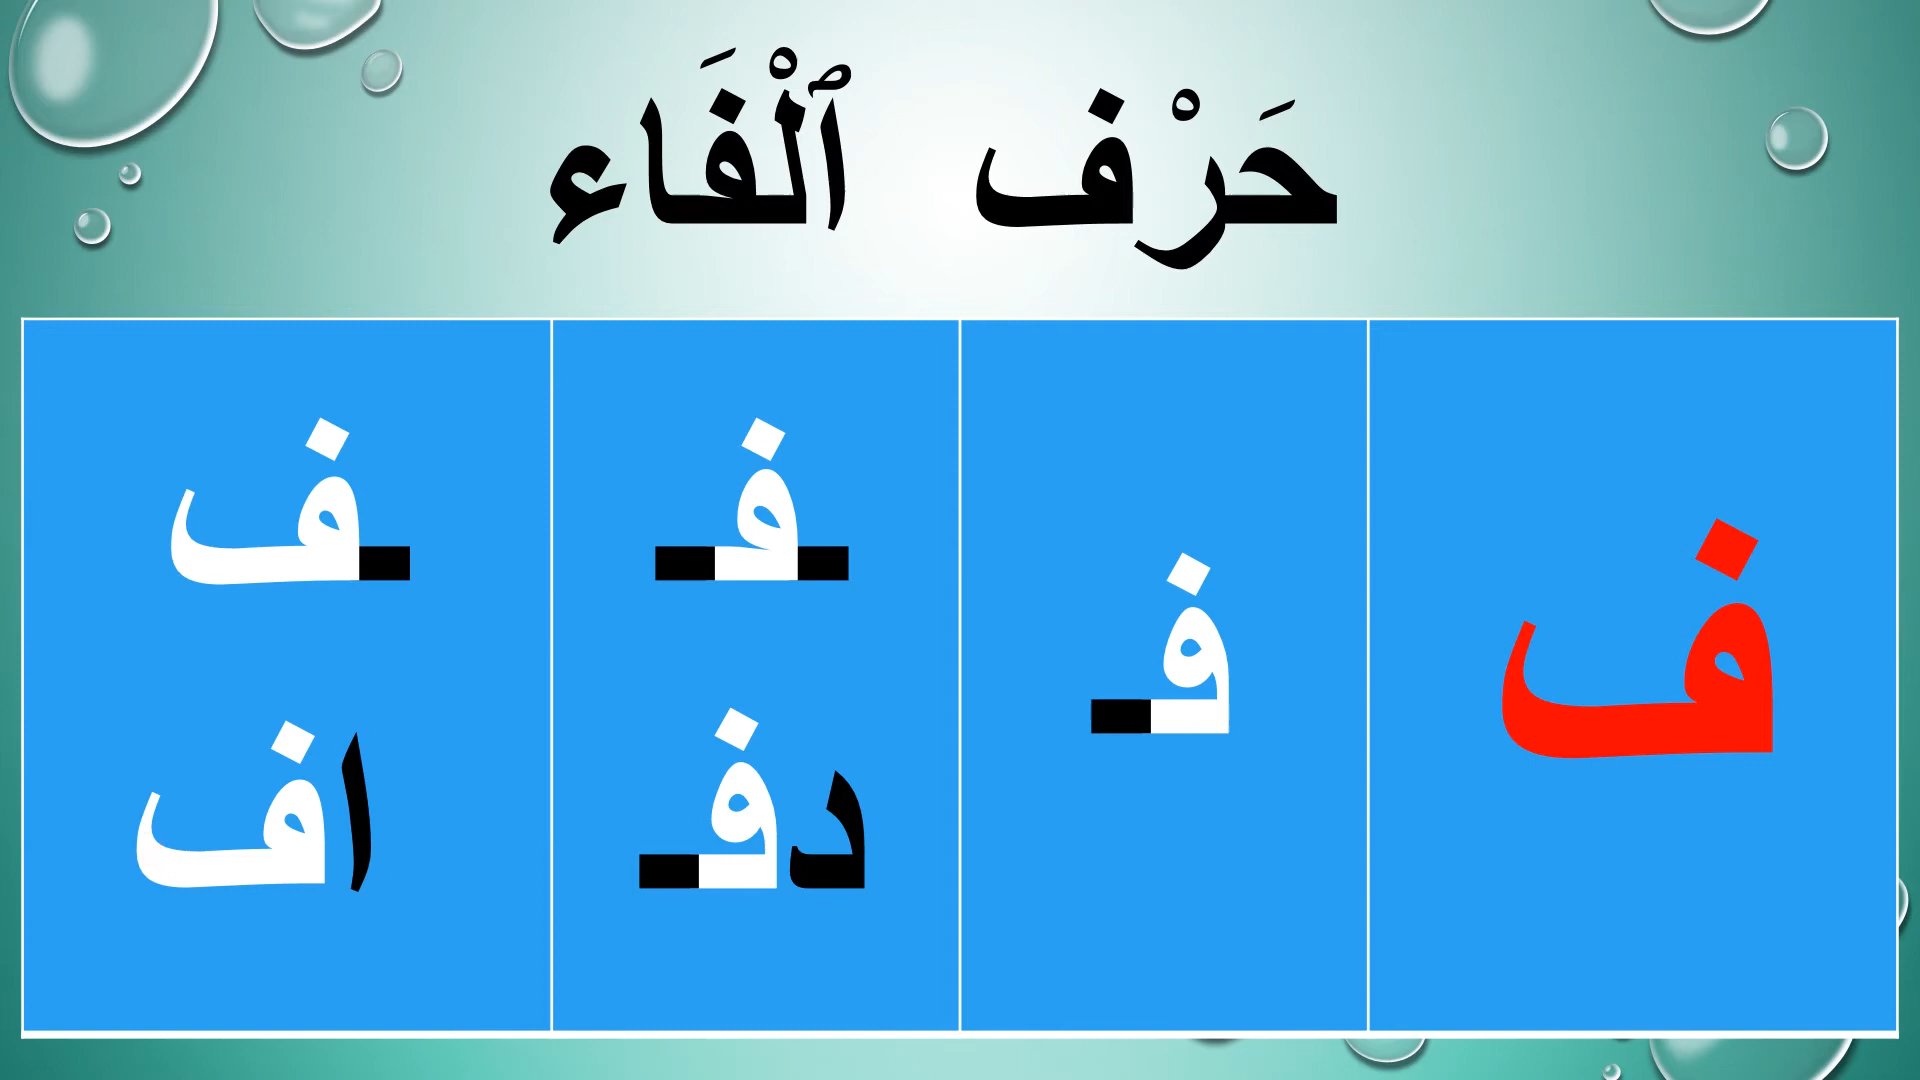 حَرْف ٱلْفَاء
ف
فـ
ـفـ
دفـ
ـف
اف